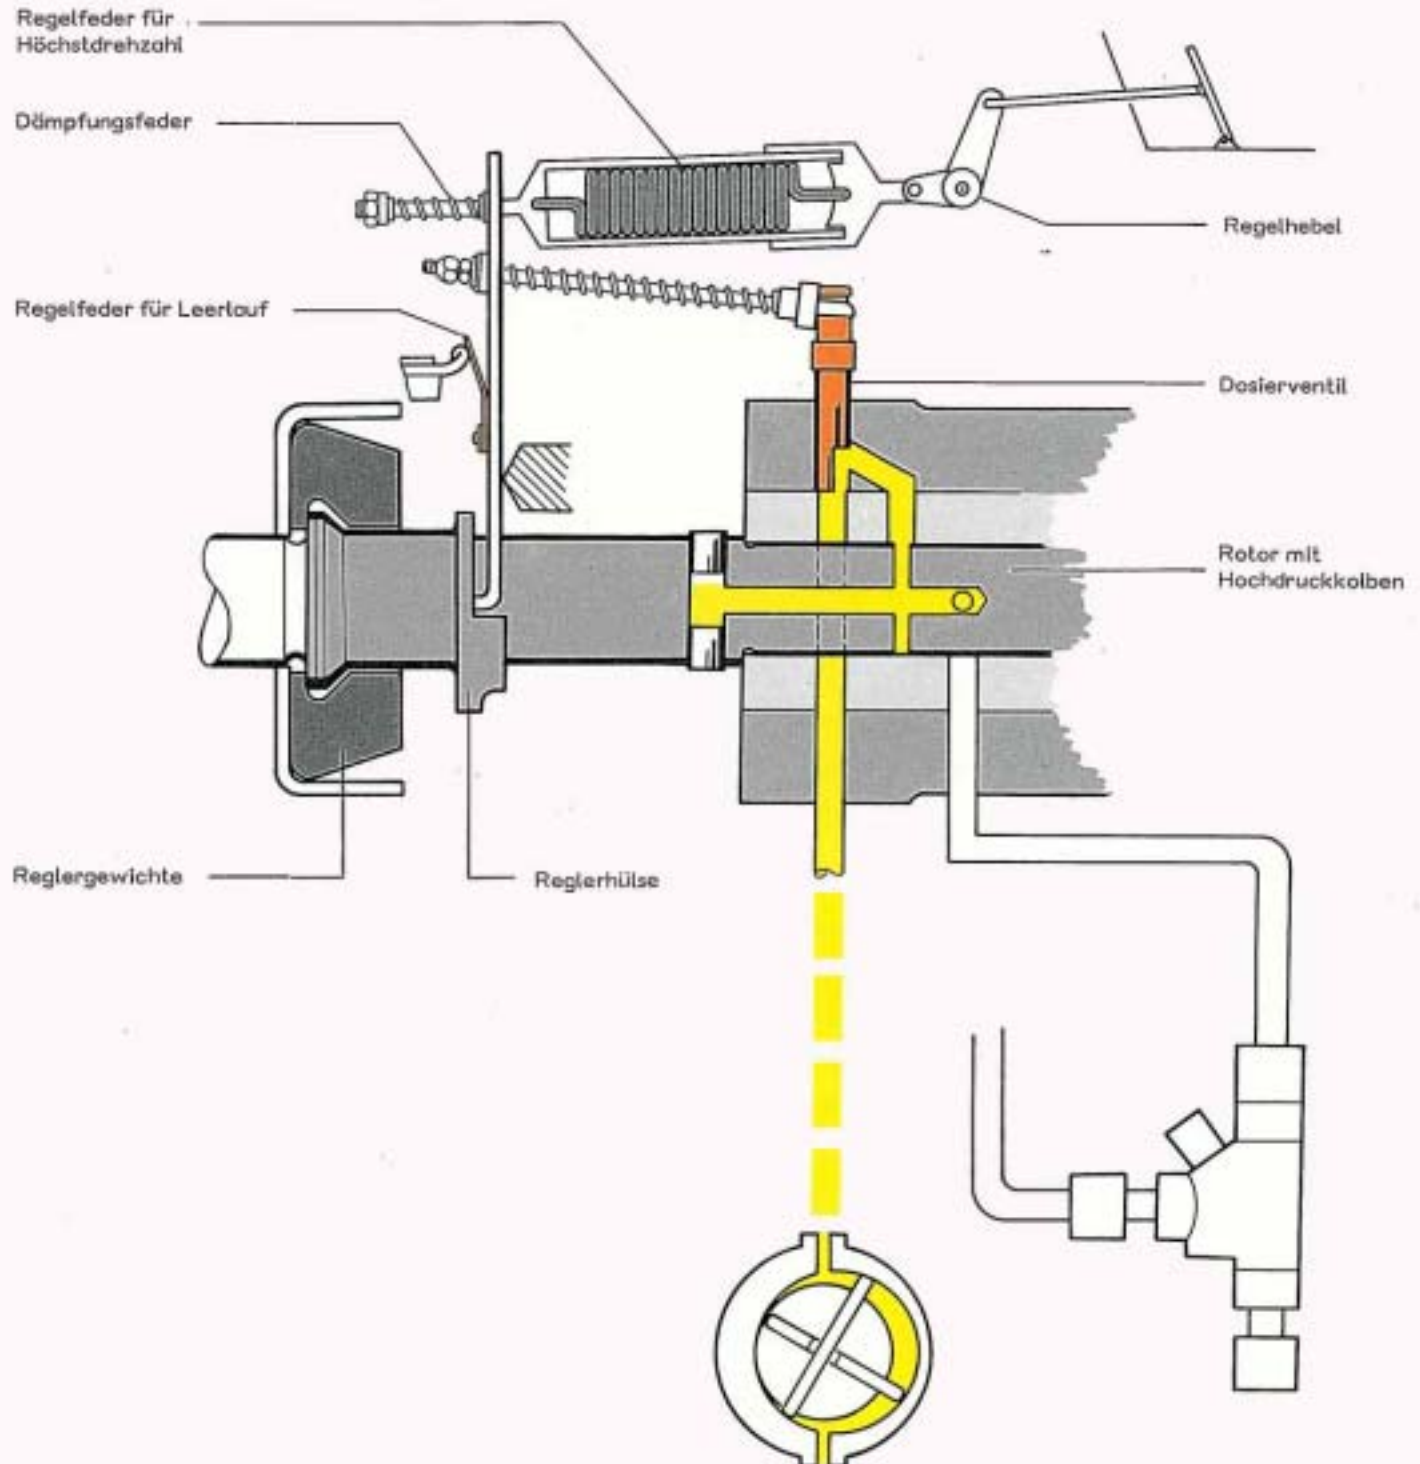 Regelfeder für
Höchstdrehzahl
Dämpfungsfeder
Regelhebel
Regelfeder für Leerlauf
Dosierventil
Rotor mit
Hochdruckkolben
Reglergewichte
Reglerhülse